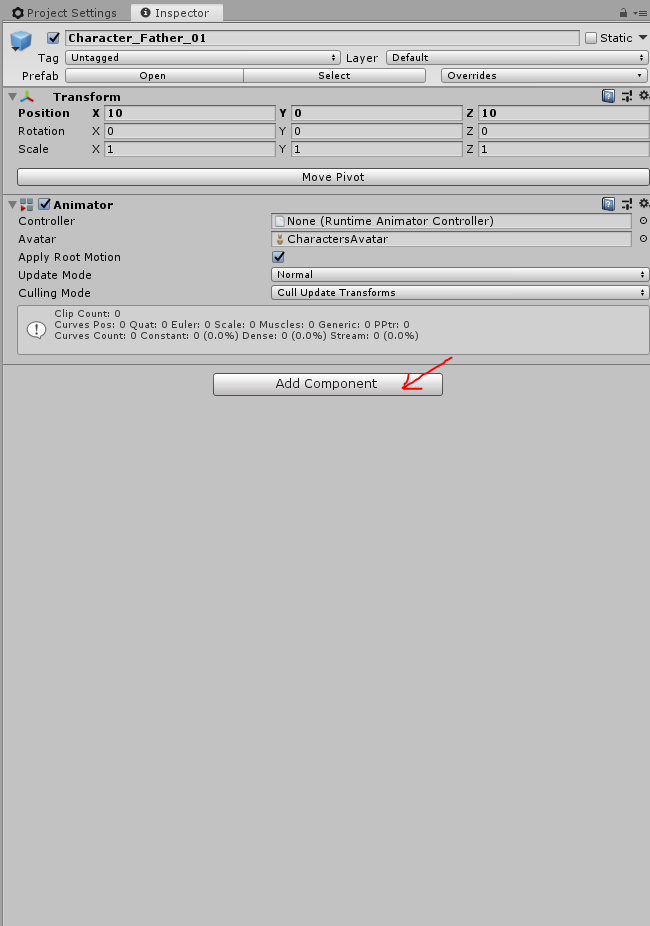 Project Settings Inspector
Character_Father_01 Static
Tag Untagged Layer Default
Prefab Open Select Overrides
Transform
Position X 10 Y 0 Z 10
Rotation X 0 Y 0 Z 0
Scale X 1 Y 1 Z 1
Move Pivot
Animator
Controller None (Runtime Animator Controller)
Avatar CharactersAvatar
Apply Root Motion
Update Mode Normal
Culling Mode Cull Update Transforms
Clip Count: 0
Curves Pos: 0 Quat: 0 Euler: 0 Scale: 0 Muscles: 0 Generic: 0 PPtr: 0
Curves Count: 0 Constant: 0 (0.0%) Dense: 0 (0.0%) Stream: 0 (0.0%)
Add Component